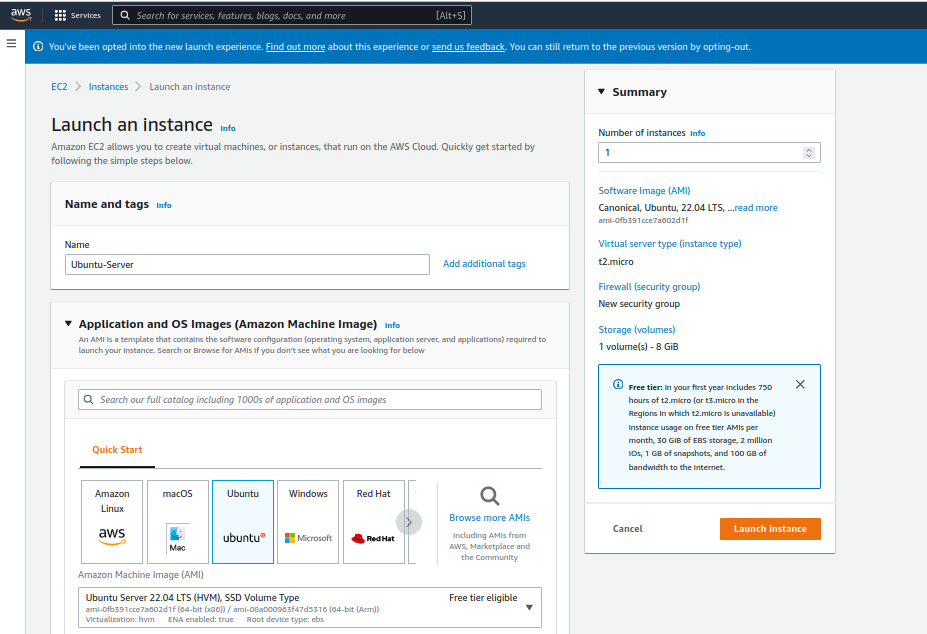 aws
Services
Search for services, features, blogs, docs, and more
[Alt+S]
You've been opted into the new launch experience. Find out more about this experience or send us feedback. You can still return to the previous version by opting-out.
EC2 > Instances > Launch an instance
Launch an instance Info
Amazon EC2 allows you to create virtual machines, or instances, that run on the AWS Cloud. Quickly get started by
following the simple steps below.
Name and tags Info
Name
Ubuntu-Server
Add additional tags
Application and OS Images (Amazon Machine Image) Info
An AMI is a template that contains the software configuration (operating system, application server, and applications) required to
launch your instance. Search or Browse for AMIs if you don't see what you are looking for below
Search our full catalog including 1000s of application and OS images
Quick Start
Amazon
Linux
aws
macOS
Mac
Ubuntu
ubuntu
Windows
Microsoft
Red Hat
Red Hat
Browse more AMIs
Including AMIs from
AWS, Marketplace and
the Community
Amazon Machine Image (AMI)
Ubuntu Server 22.04 LTS (HVM), SSD Volume Type
Free tier eligible
ami-0fb391cce7a602d1f (64-bit (x86)) / ami-08a000963f47d5316 (64-bit (Arm))
Virtualization: hvm ENA enabled: true Root device type: ebs
Summary
Number of instances Info
1
Software Image (AMI)
Canonical, Ubuntu, 22.04 LTS, ...read more
ami-0fb391cce7a602d1f
Virtual server type (instance type)
t2.micro
Firewall (security group)
New security group
Storage (volumes)
1 volume(s) - 8 GiB
Free tier: In your first year includes 750
hours of t2.micro (or t3.micro in the
Regions in which t2.micro is unavailable)
instance usage on free tier AMIs per
month, 30 GiB of EBS storage, 2 million
IOs, 1 GB of snapshots, and 100 GB of
bandwidth to the internet.
Cancel
Launch instance